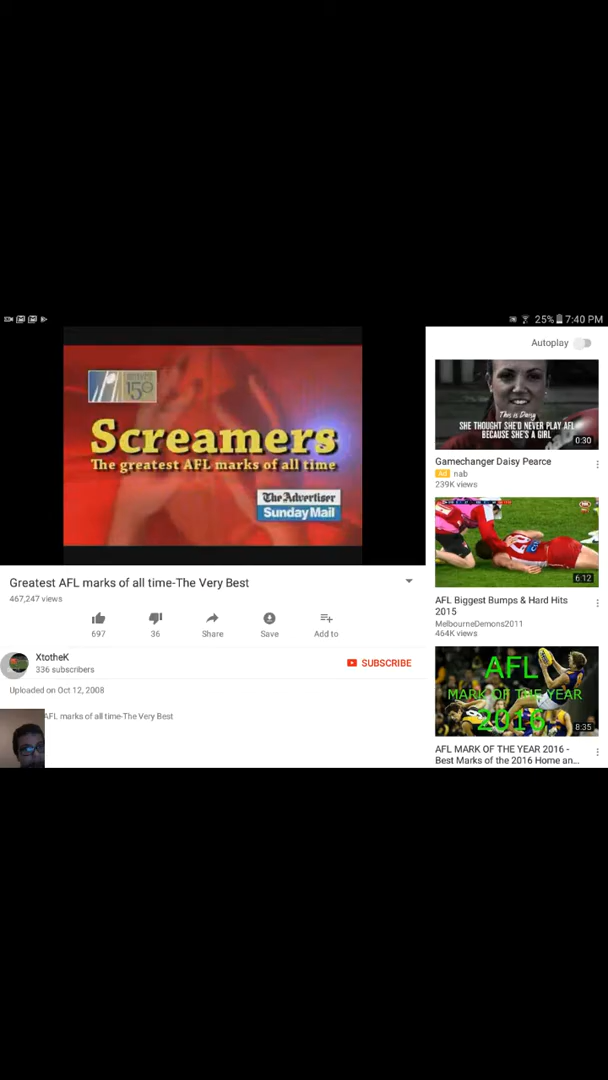 25% 7:40 PM
150
Screamers
The greatest AFL marks of all time
The Advertiser
Sunday Mail
Greatest AFL marks of all time-The Very Best
467,247 views
697
36
Share
Save
Add to
XtotheK
336 subscribers
SUBSCRIBE
Uploaded on Oct 12, 2008
AFL marks of all time-The Very Best
Autoplay
This is Daisy
SHE THOUGHT SHE'D NEVER PLAY AFL
BECAUSE SHE'S A GIRL
0:30
Gamechanger Daisy Pearce
Ad nab
239K views
6:12
AFL Biggest Bumps & Hard Hits
2015
MelbourneDemons2011
464K views
AFL
MARK OF THE YEAR
2016
8:35
AFL MARK OF THE YEAR 2016 -
Best Marks of the 2016 Home an...